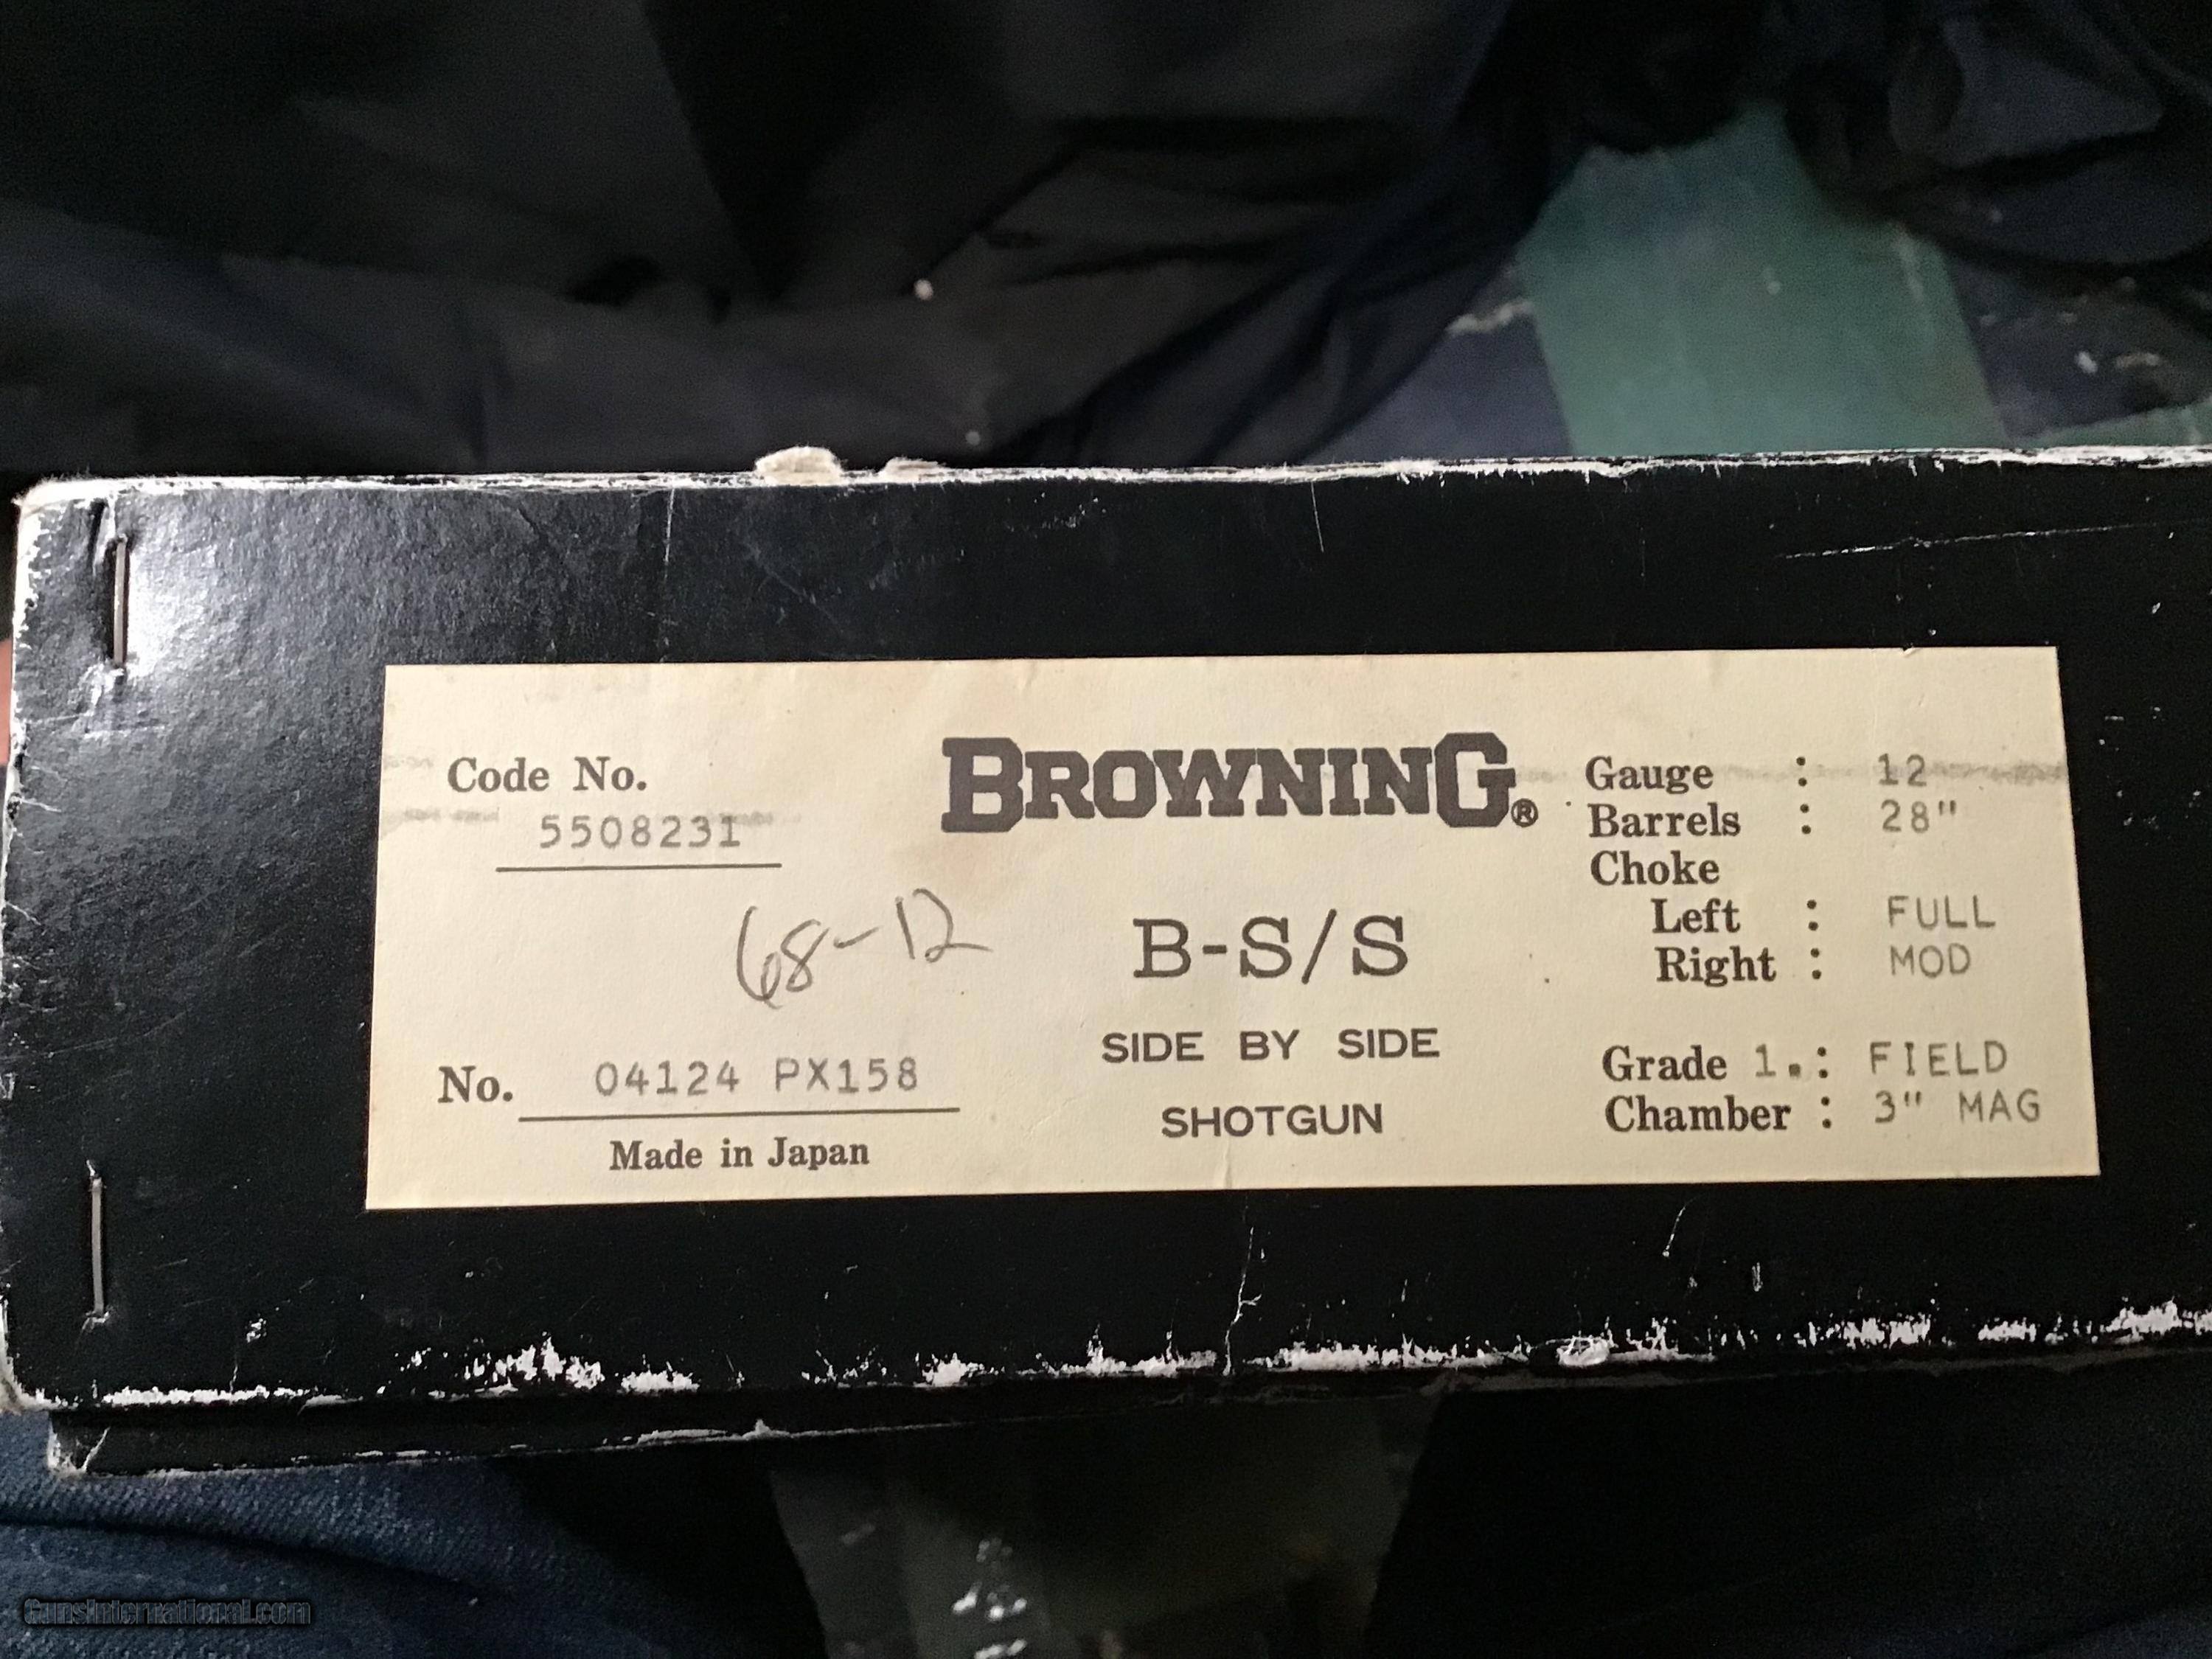 Code No.
5508231
68-12
No. 04124 PX158
Made in Japan
BROWNING®
B-S/S
SIDE BY SIDE
SHOTGUN
Gauge : 12
Barrels : 28"
Choke
Left : FULL
Right : MOD
Grade 1.: FIELD
Chamber : 3" MAG
GunsInternational.com